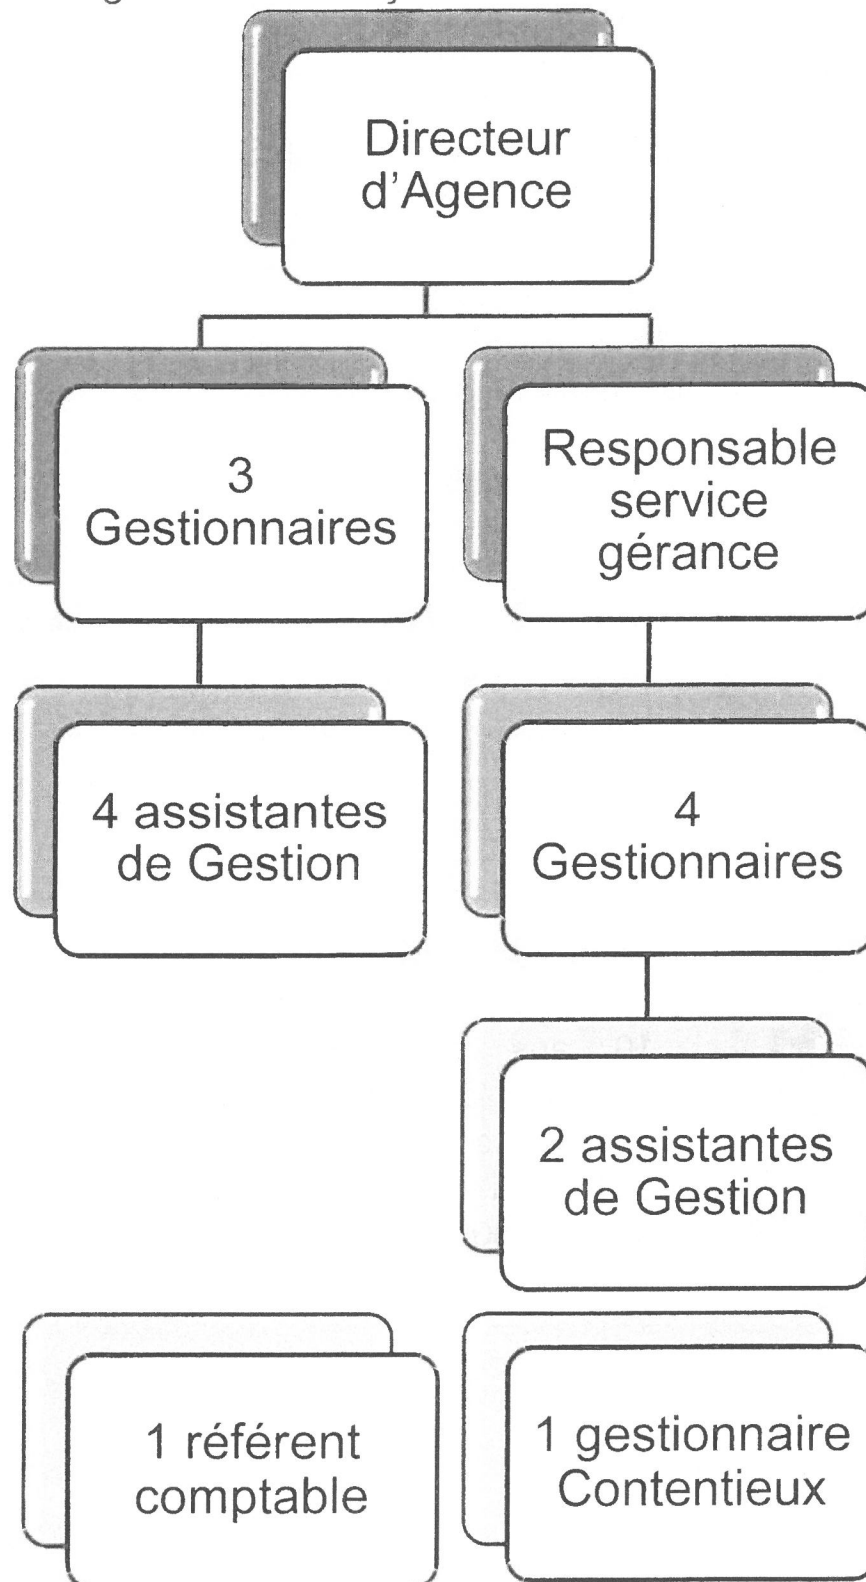 Directeur
d'Agence
3
Gestionnaires
Responsable
service
gérance
4 assistantes
de Gestion
4
Gestionnaires
2 assistantes
de Gestion
1 référent
comptable
1 gestionnaire
Contentieux